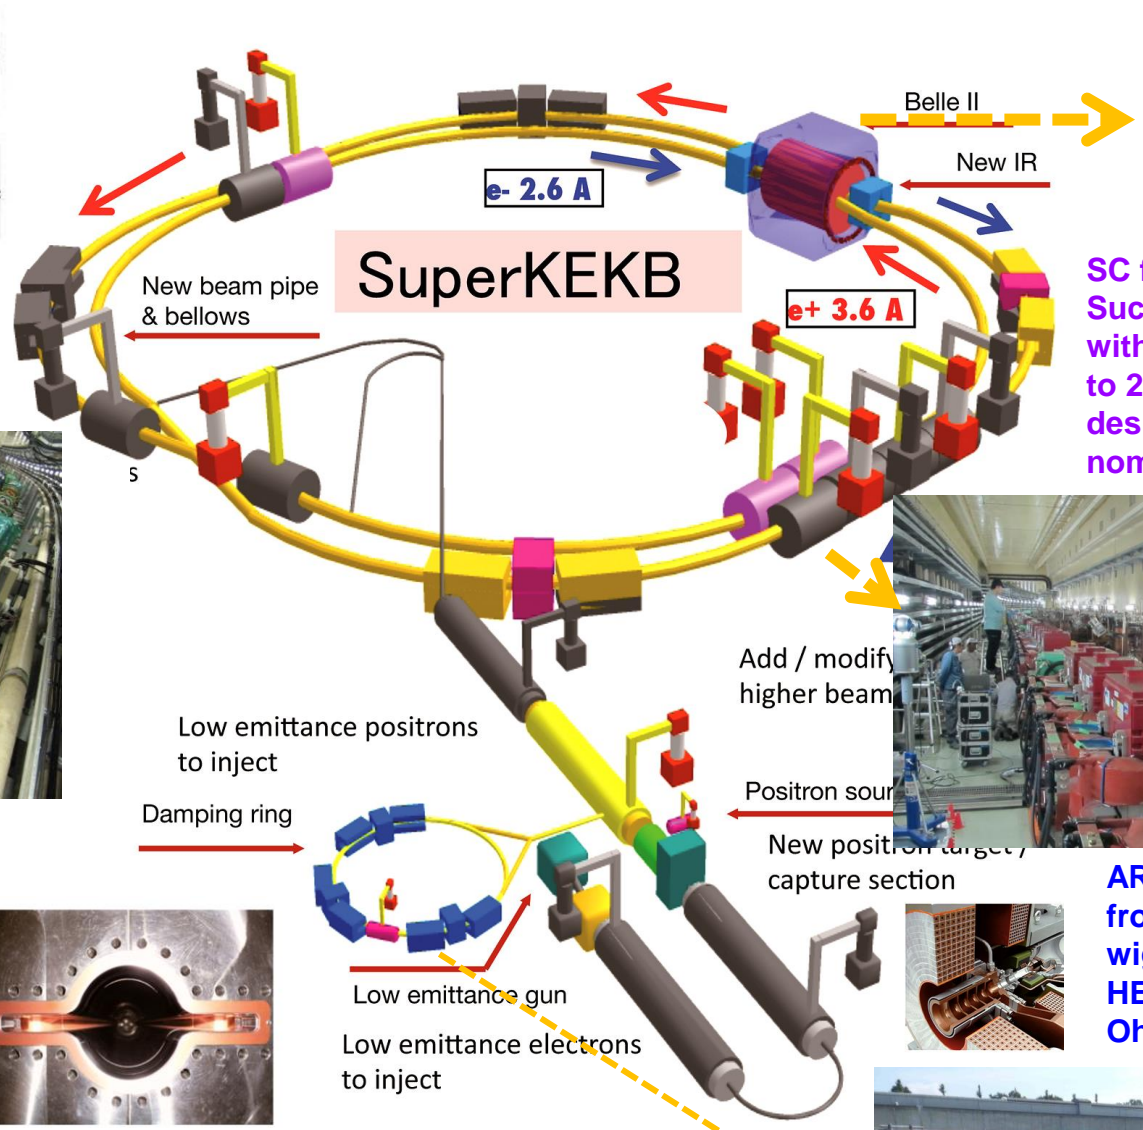 Belle II
New IR
e- 2.6 A
SuperKEKB
e+ 3.6 A
New beam pipe
& bellows
s
SC
Suc
with
to 2
des
nom
Add / modify
higher beam
Low emittance positrons
to inject
Damping ring
Positron sour
New positron target /
capture section
Low emittance gun
Low emittance electrons
to inject
AR
fro
wig
HE
Oh